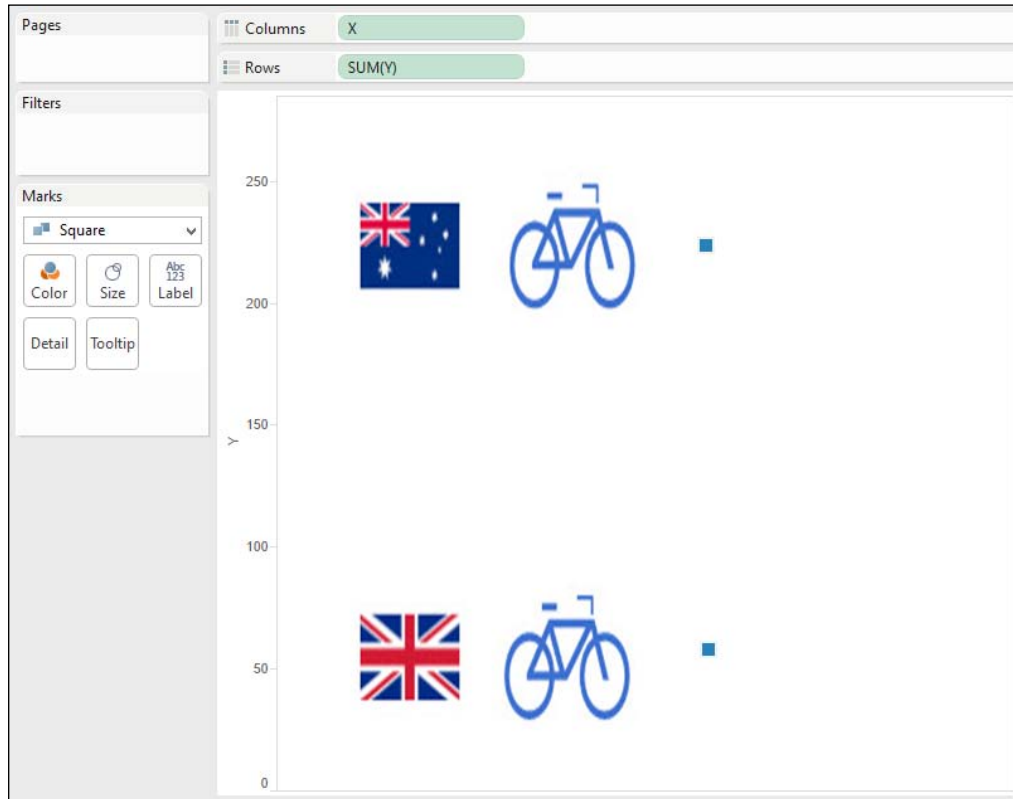 Pages
Columns X
Rows SUM(Y)
Filters
Marks
Square
Color
Size
Abc
123
Label
Detail
Tooltip
250
200
150
Y
100
50
0